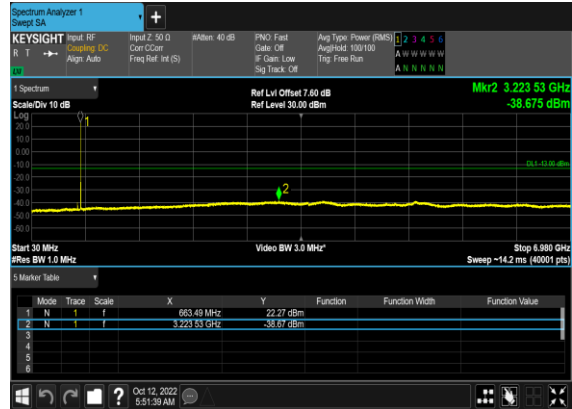 Spectrum Analyzer 1
Swept SA
+
KEYSIGHT Input: RF Input Z: 50 Ω #Atten: 40 dB PNO: Fast Avg Type: Power (RMS) 1 2 3 4 5 6
R T Coupling: DC Corr CCorr Gate: Off Avg|Hold: 100/100 A W W W W W
Align: Auto Freq Ref: Int (S) IF Gain: Low Trig: Free Run
Sig Track: Off A N N N N N
1 Spectrum Ref Lvl Offset 7.60 dB Mkr2 3.223 53 GHz
Scale/Div 10 dB Ref Level 30.00 dBm -38.675 dBm
Log
20.0
10.0
0.00
-10.0
-20.0
-30.0
-40.0
-50.0
-60.0
1
DL1 -13.00 dBm
2
Start 30 MHz Video BW 3.0 MHz* Stop 6.980 GHz
#Res BW 1.0 MHz Sweep ~14.2 ms (40001 pts)
5 Marker Table
Mode Trace Scale X Y Function Function Width Function Value
1 N 1 f 663.49 MHz 22.27 dBm
2 N 1 f 3.223 53 GHz -38.67 dBm
3
4
5
6
? Oct 12, 2022
5:51:39 AM